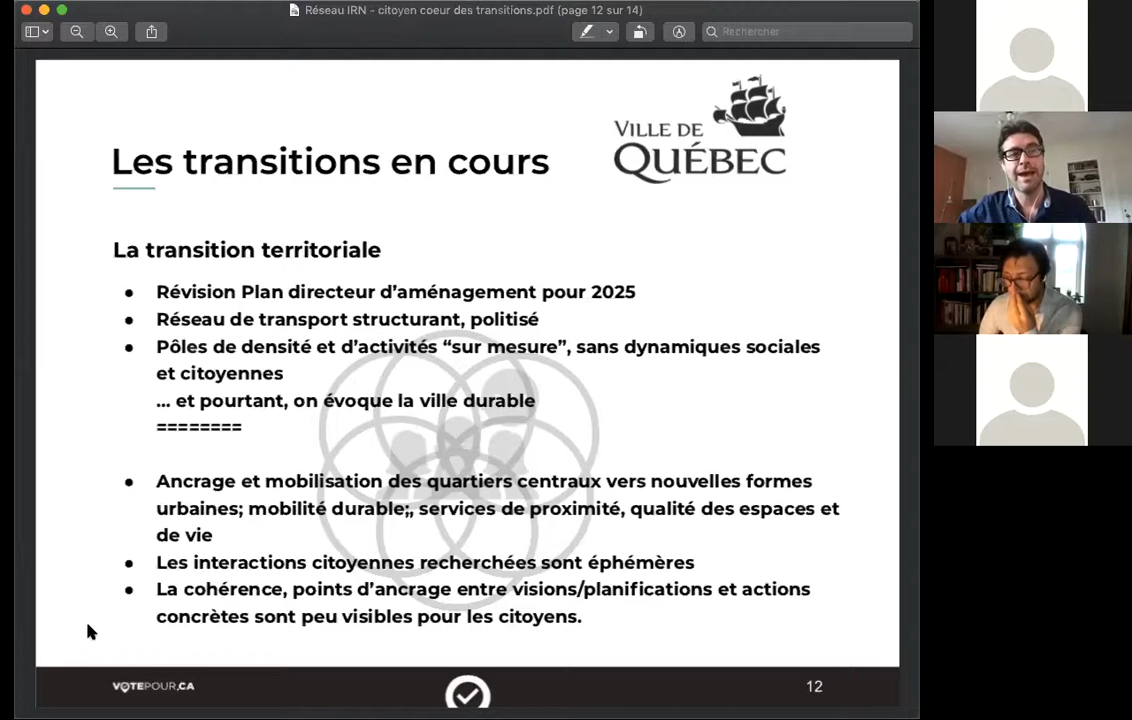 Réseau IRN - citoyen coeur des transitions.pdf (page 12 sur 14)
Rechercher
VILLE DE
QUÉBEC
Les transitions en cours
La transition territoriale
● Révision Plan directeur d’aménagement pour 2025
● Réseau de transport structurant, politisé
● Pôles de densité et d’activités “sur mesure”, sans dynamiques sociales
et citoyennes
... et pourtant, on évoque la ville durable
========
● Ancrage et mobilisation des quartiers centraux vers nouvelles formes
urbaines; mobilité durable;, services de proximité, qualité des espaces et
de vie
● Les interactions citoyennes recherchées sont éphémères
● La cohérence, points d’ancrage entre visions/planifications et actions
concrètes sont peu visibles pour les citoyens.
VOTEPOUR.CA
12